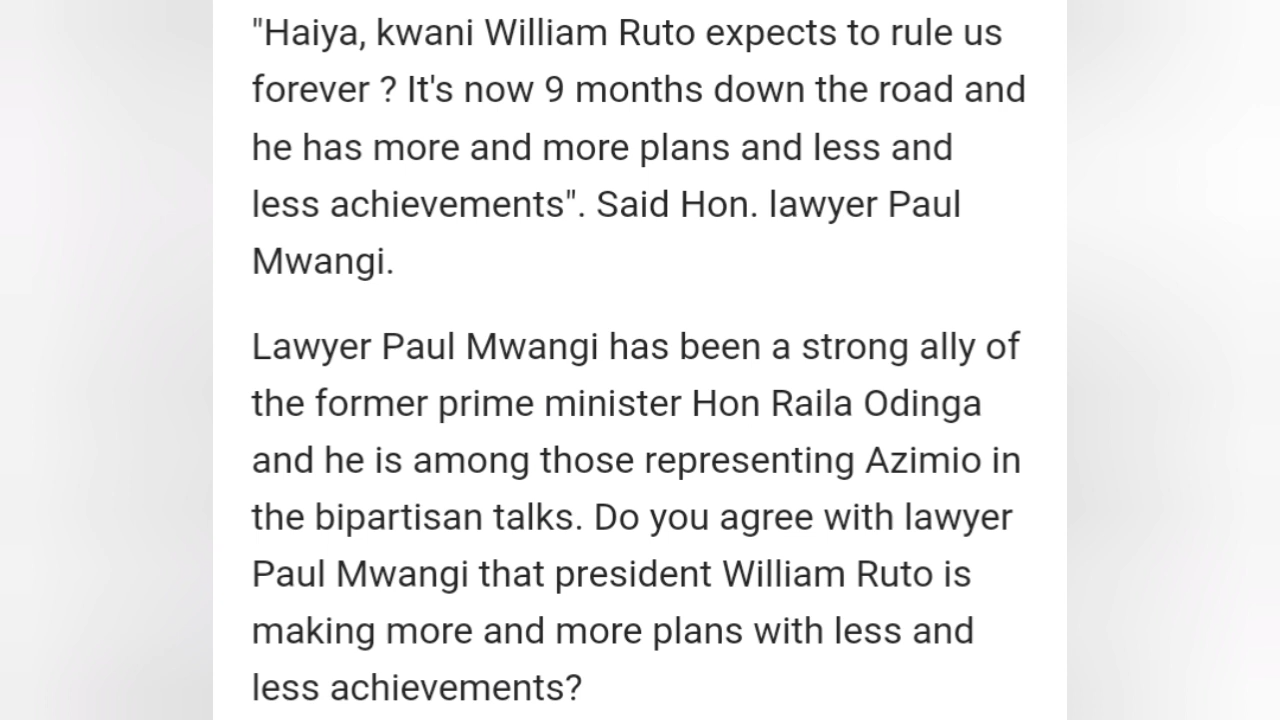 "Haiya, kwani William Ruto expects to rule us
forever ? It's now 9 months down the road and
he has more and more plans and less and
less achievements". Said Hon. lawyer Paul
Mwangi.
Lawyer Paul Mwangi has been a strong ally of
the former prime minister Hon Raila Odinga
and he is among those representing Azimio in
the bipartisan talks. Do you agree with lawyer
Paul Mwangi that president William Ruto is
making more and more plans with less and
less achievements?